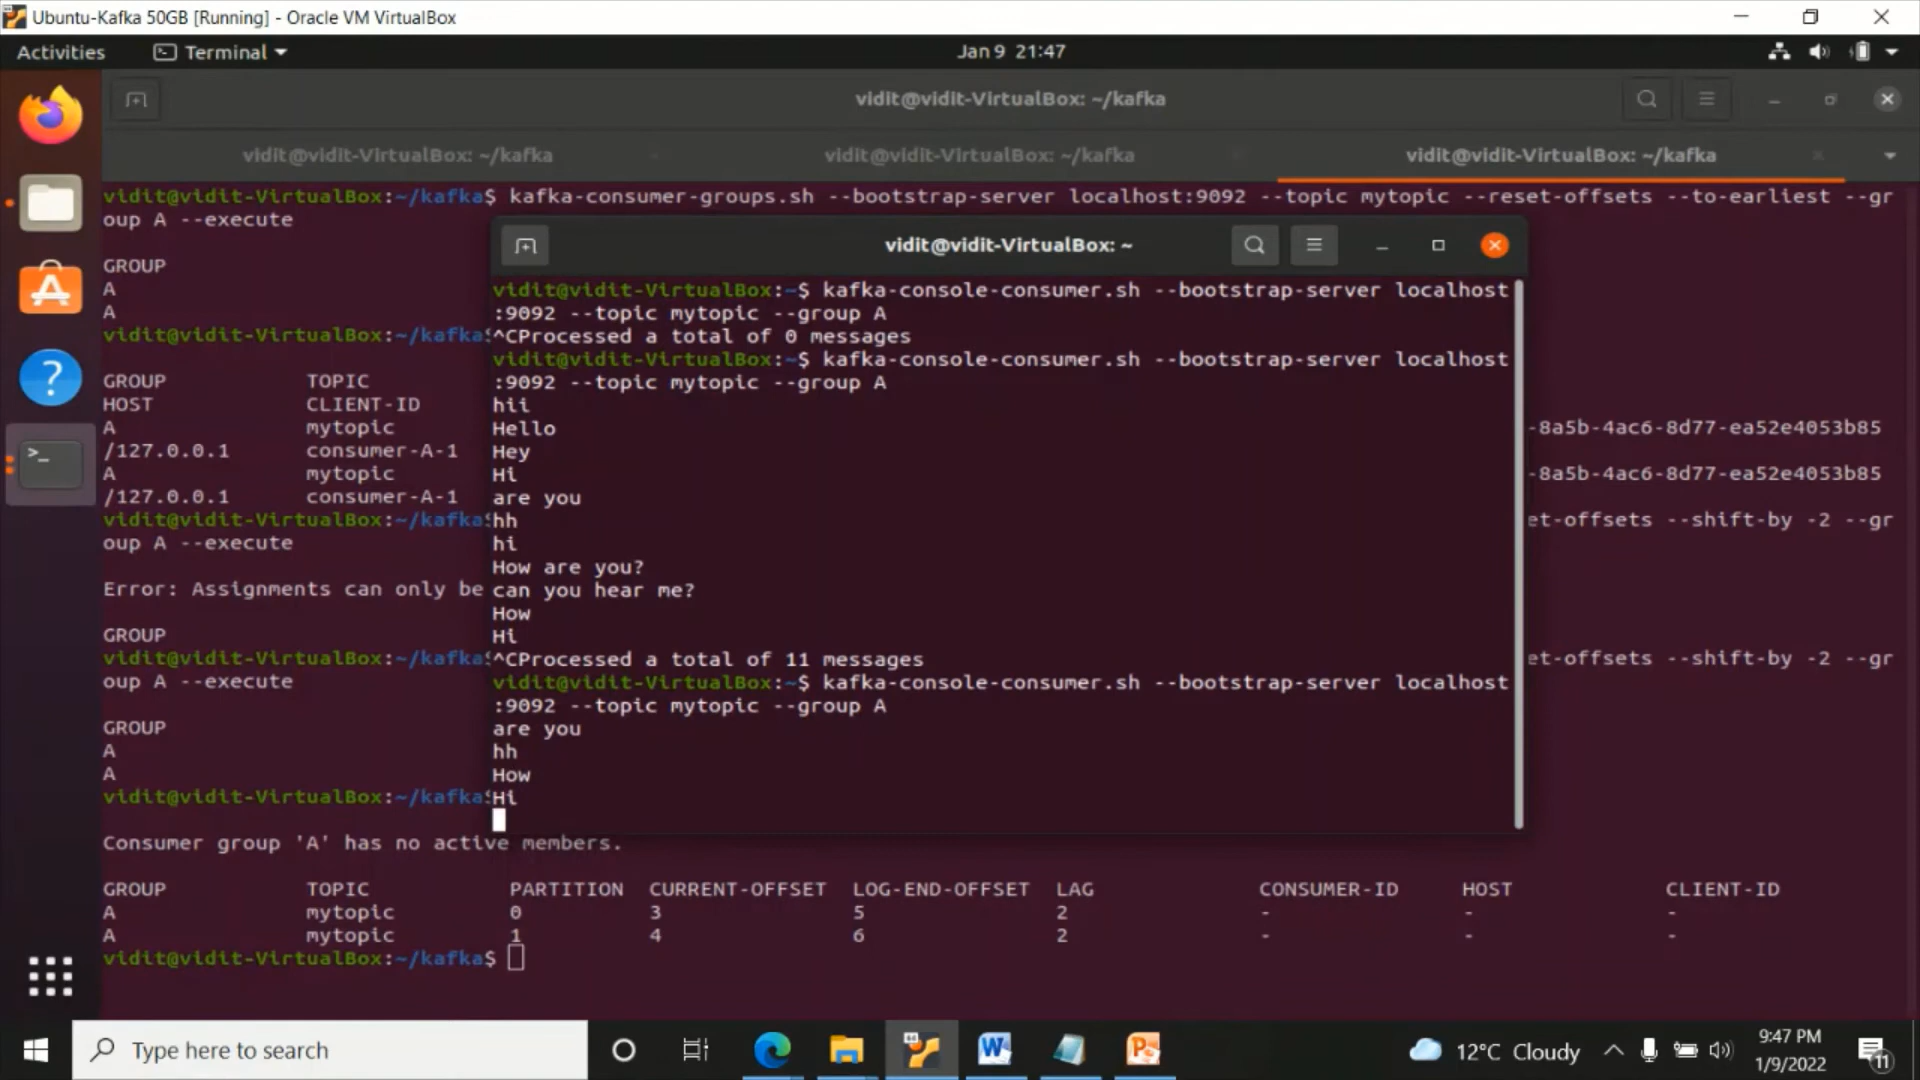 Ubuntu-Kafka 50GB [Running] - Oracle VM VirtualBox
Activities
Terminal
Jan 9 21:47
vidit@vidit-VirtualBox: ~/kafka
vidit@vidit-VirtualBox: ~/kafka
vidit@vidit-VirtualBox: ~/kafka
vidit@vidit-VirtualBox: ~/kafka
vidit@vidit-VirtualBox:~/kafka$ kafka-consumer-groups.sh --bootstrap-server localhost:9092 --topic mytopic --reset-offsets --to-earliest --gr
oup A --execute
GROUP
A
A
vidit@vidit-VirtualBox:~/kafka$
GROUP TOPIC
HOST CLIENT-ID
A mytopic -8a5b-4ac6-8d77-ea52e4053b85
/127.0.0.1 consumer-A-1
A mytopic -8a5b-4ac6-8d77-ea52e4053b85
/127.0.0.1 consumer-A-1
vidit@vidit-VirtualBox:~/kafka$ et-offsets --shift-by -2 --gr
oup A --execute
Error: Assignments can only be
GROUP
vidit@vidit-VirtualBox:~/kafka$ et-offsets --shift-by -2 --gr
oup A --execute
GROUP
A
A
vidit@vidit-VirtualBox:~/kafka$
Consumer group 'A' has no active members.
GROUP TOPIC PARTITION CURRENT-OFFSET LOG-END-OFFSET LAG CONSUMER-ID HOST CLIENT-ID
A mytopic 0 3 5 2 - - -
A mytopic 1 4 6 2 - - -
vidit@vidit-VirtualBox:~/kafka$
vidit@vidit-VirtualBox: ~
vidit@vidit-VirtualBox:~$ kafka-console-consumer.sh --bootstrap-server localhost
:9092 --topic mytopic --group A
^CProcessed a total of 0 messages
vidit@vidit-VirtualBox:~$ kafka-console-consumer.sh --bootstrap-server localhost
:9092 --topic mytopic --group A
hii
Hello
Hey
Hi
are you
hh
hi
How are you?
can you hear me?
How
Hi
^CProcessed a total of 11 messages
vidit@vidit-VirtualBox:~$ kafka-console-consumer.sh --bootstrap-server localhost
:9092 --topic mytopic --group A
are you
hh
How
Hi
Type here to search
12°C Cloudy
9:47 PM
1/9/2022
11